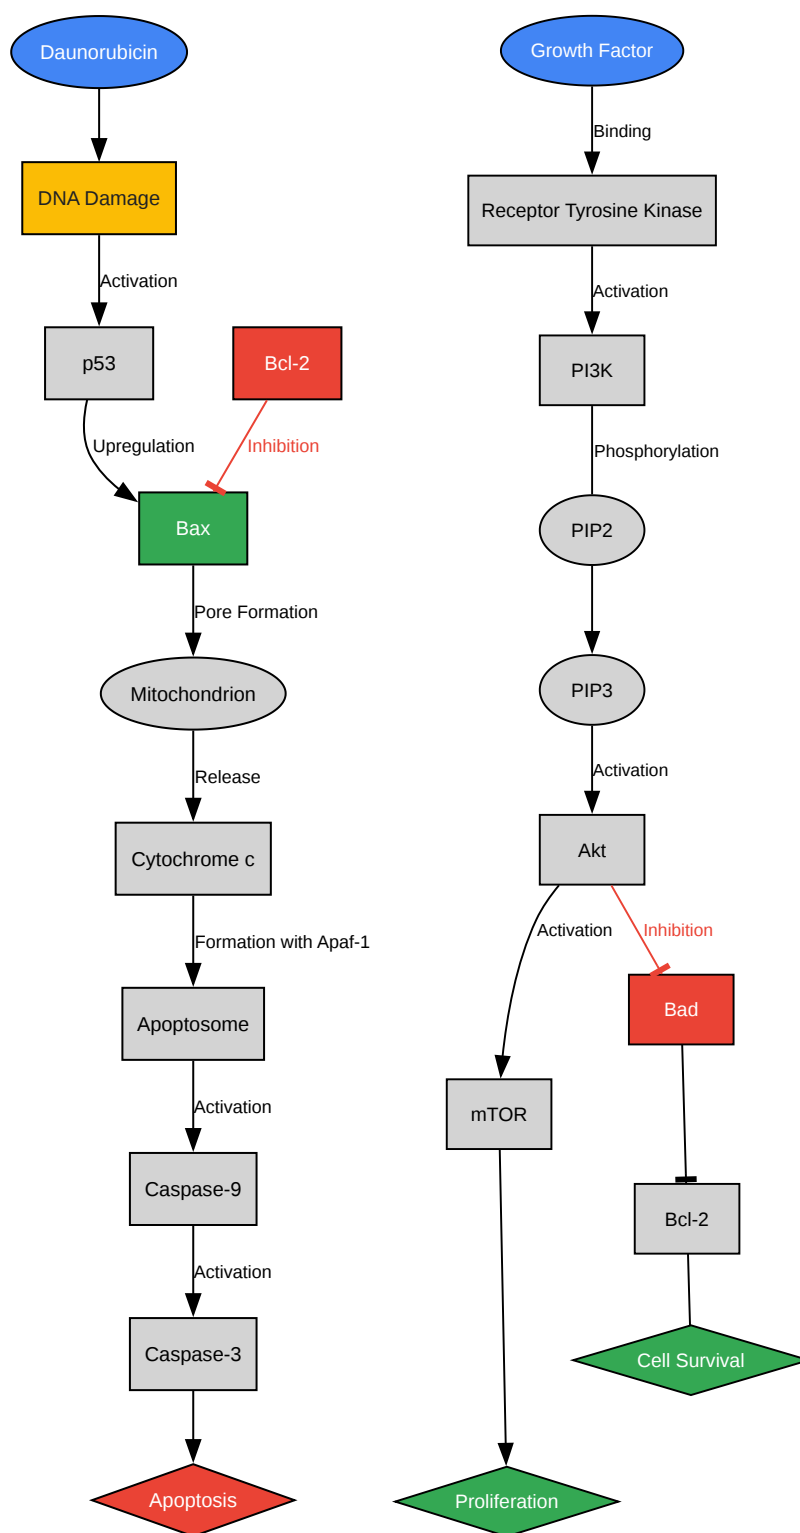 Daunorubicin
DNA Damage
Activation
p53
Bcl-2
Upregulation
Inhibition
Bax
Pore Formation
Mitochondrion
Release
Cytochrome c
Formation with Apaf-1
Apoptosome
Activation
Caspase-9
Activation
Caspase-3
Apoptosis
Growth Factor
Binding
Receptor Tyrosine Kinase
Activation
PI3K
Phosphorylation
PIP2
PIP3
Activation
Akt
Activation
Inhibition
Bad
mTOR
Bcl-2
Cell Survival
Proliferation